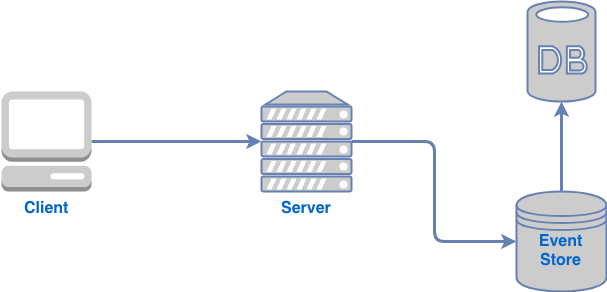 DB
Client
Server
Event
Store